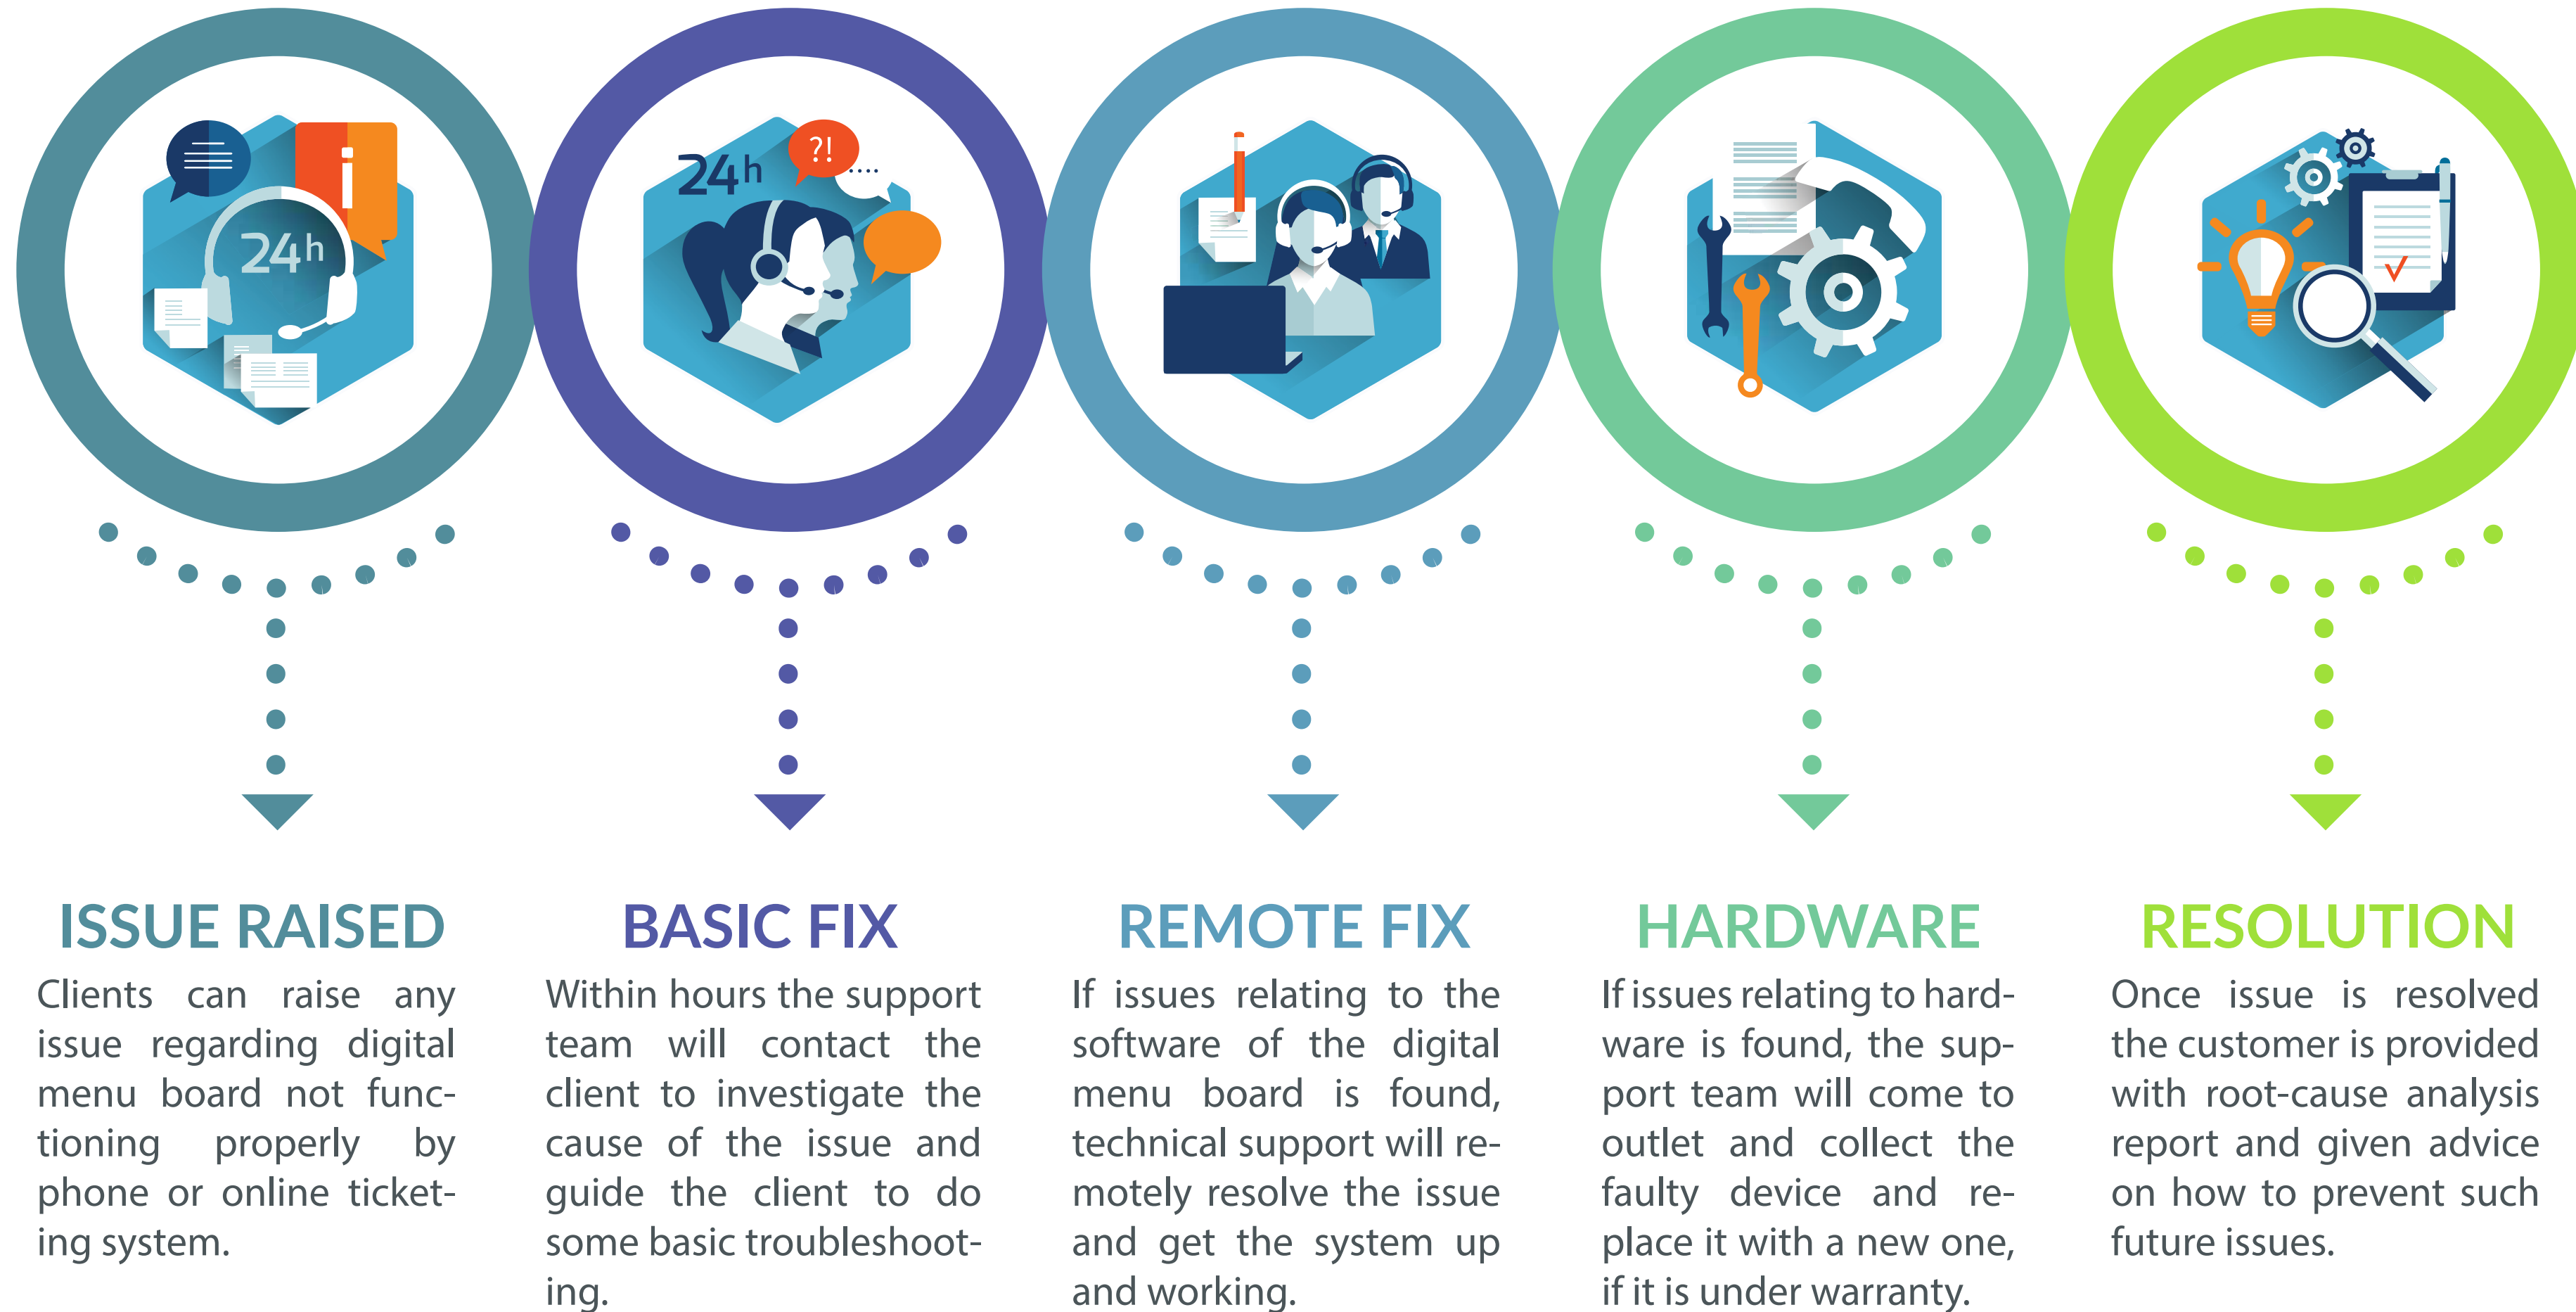 24h
i
24h
?!
....
ISSUE RAISED
Clients can raise any
issue regarding digital
menu board not func-
tioning properly by
phone or online ticket-
ing system.
BASIC FIX
Within hours the support
team will contact the
client to investigate the
cause of the issue and
guide the client to do
some basic troubleshoot-
ing.
REMOTE FIX
If issues relating to the
software of the digital
menu board is found,
technical support will re-
motely resolve the issue
and get the system up
and working.
HARDWARE
If issues relating to hard-
ware is found, the sup-
port team will come to
outlet and collect the
faulty device and re-
place it with a new one,
if it is under warranty.
RESOLUTION
Once issue is resolved
the customer is provided
with root-cause analysis
report and given advice
on how to prevent such
future issues.